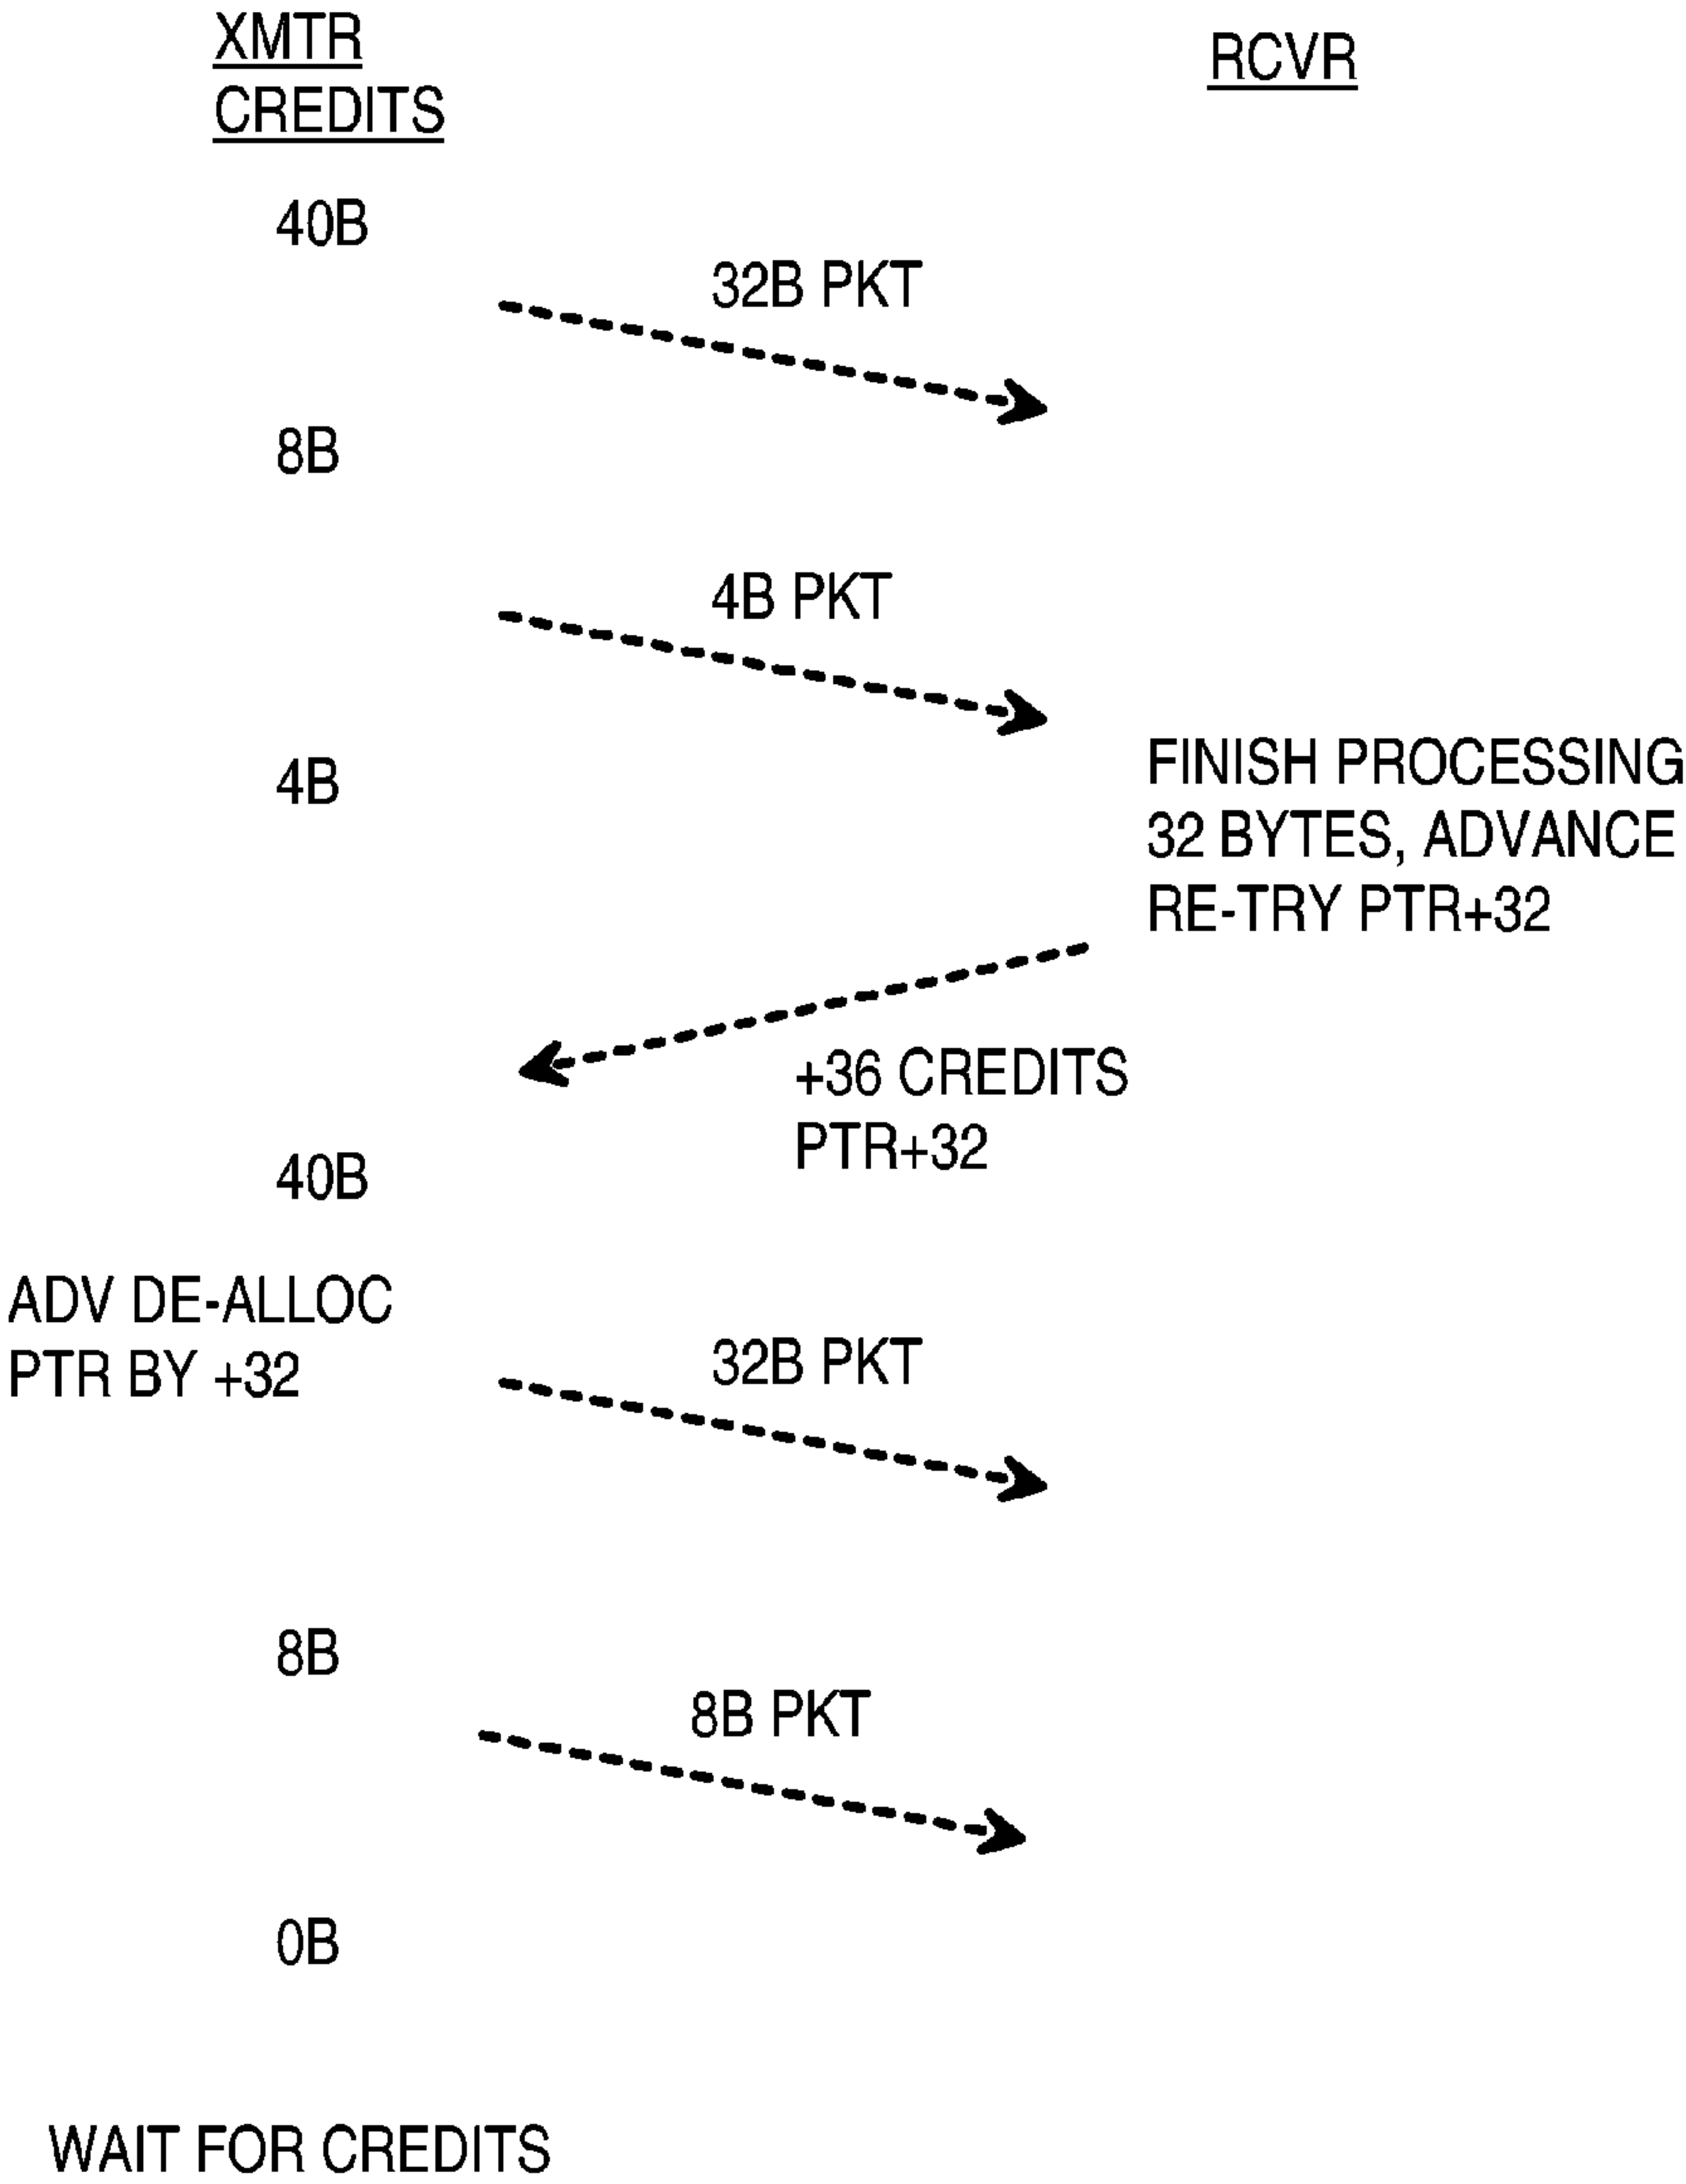 XMTR
CREDITS
RCVR
40B
32B PKT
8B
4B PKT
4B
FINISH PROCESSING
32 BYTES, ADVANCE
RE-TRY PTR+32
+36 CREDITS
PTR+32
40B
ADV DE-ALLOC
PTR BY +32
32B PKT
8B
8B PKT
0B
WAIT FOR CREDITS